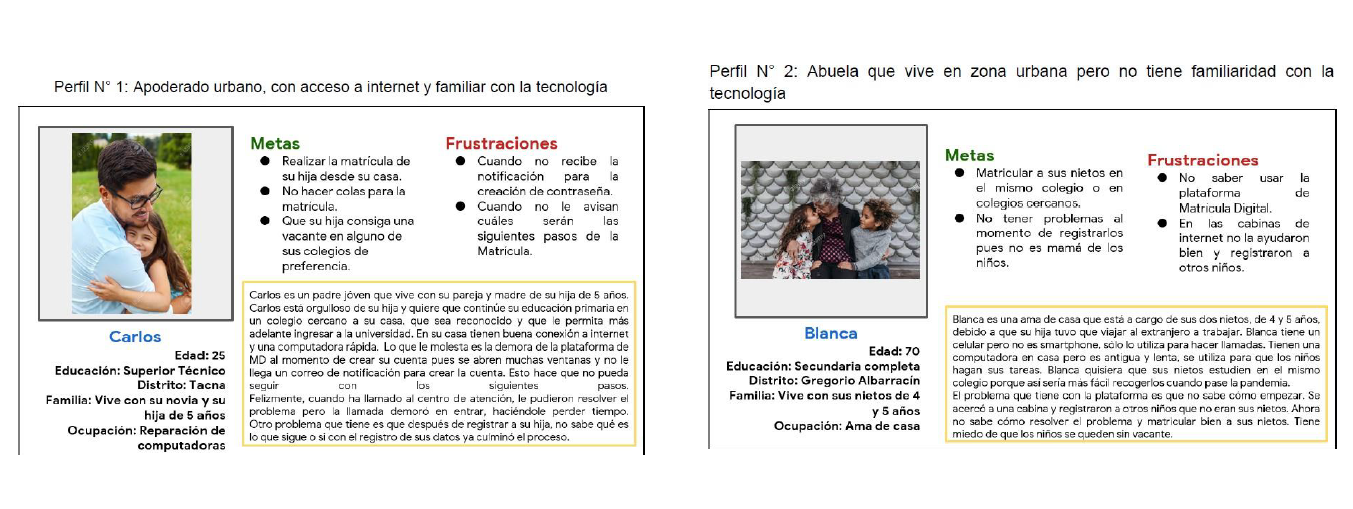 Perfil N° 1: Apoderado urbano, con acceso a internet y familiar con la tecnología
Metas
● Realizar la matrícula de
su hija desde su casa.
● No hacer colas para la
matrícula.
● Que su hija consiga una
vacante en alguno de
sus colegios de
preferencia.
Frustraciones
● Cuando no recibe la
notificación para la
creación de contraseña.
● Cuando no le avisan
cuáles serán las
siguientes pasos de la
Matrícula.
Carlos
Edad: 25
Educación: Superior Técnico
Distrito: Tacna
Familia: Vive con su novia y su
hija de 5 años
Ocupación: Reparación de
computadoras
Carlos es un padre jóven que vive con su pareja y madre de su hija de 5 años.
Carlos está orgulloso de su hija y quiere que continúe su educación primaria en
un colegio cercano a su casa, que sea reconocido y que le permita más
adelante ingresar a la universidad. En su casa tienen buena conexión a internet
y una computadora rápida. Lo que le molesta es la demora de la plataforma de
MD al momento de crear su cuenta pues se abren muchas ventanas y no le
llega un correo de notificación para crear la cuenta. Esto hace que no pueda
seguir con los siguientes pasos.
Felizmente, cuando ha llamado al centro de atención, le pudieron resolver el
problema pero la llamada demoró en entrar, haciéndole perder tiempo.
Otro problema que tiene es que después de registrar a su hija, no sabe qué es
lo que sigue o si con el registro de sus datos ya culminó el proceso.
Perfil N° 2: Abuela que vive en zona urbana pero no tiene familiaridad con la
tecnología
Metas
● Matricular a sus nietos en
el mismo colegio o en
colegios cercanos.
● No tener problemas al
momento de registrarlos
pues no es mamá de los
niños.
Frustraciones
● No saber usar la
plataforma de
Matrícula Digital.
● En las cabinas de
internet no la ayudaron
bien y registraron a
otros niños.
Blanca
Edad: 70
Educación: Secundaria completa
Distrito: Gregorio Albarracín
Familia: Vive con sus nietos de 4
y 5 años
Ocupación: Ama de casa
Blanca es una ama de casa que está a cargo de sus dos nietos, de 4 y 5 años,
debido a que su hija tuvo que viajar al extranjero a trabajar. Blanca tiene un
celular pero no es smartphone, sólo lo utiliza para hacer llamadas. Tienen una
computadora en casa pero es antigua y lenta, se utiliza para que los niños
hagan sus tareas. Blanca quisiera que sus nietos estudien en el mismo
colegio porque asi sería más fácil recogerlos cuando pase la pandemia.
El problema que tiene con la plataforma es que no sabe cómo empezar. Se
acercó a una cabina y registraron a otros niños que no eran sus nietos. Ahora
no sabe cómo resolver el problema y matricular bien a sus nietos. Tiene
miedo de que los niños se queden sin vacante.